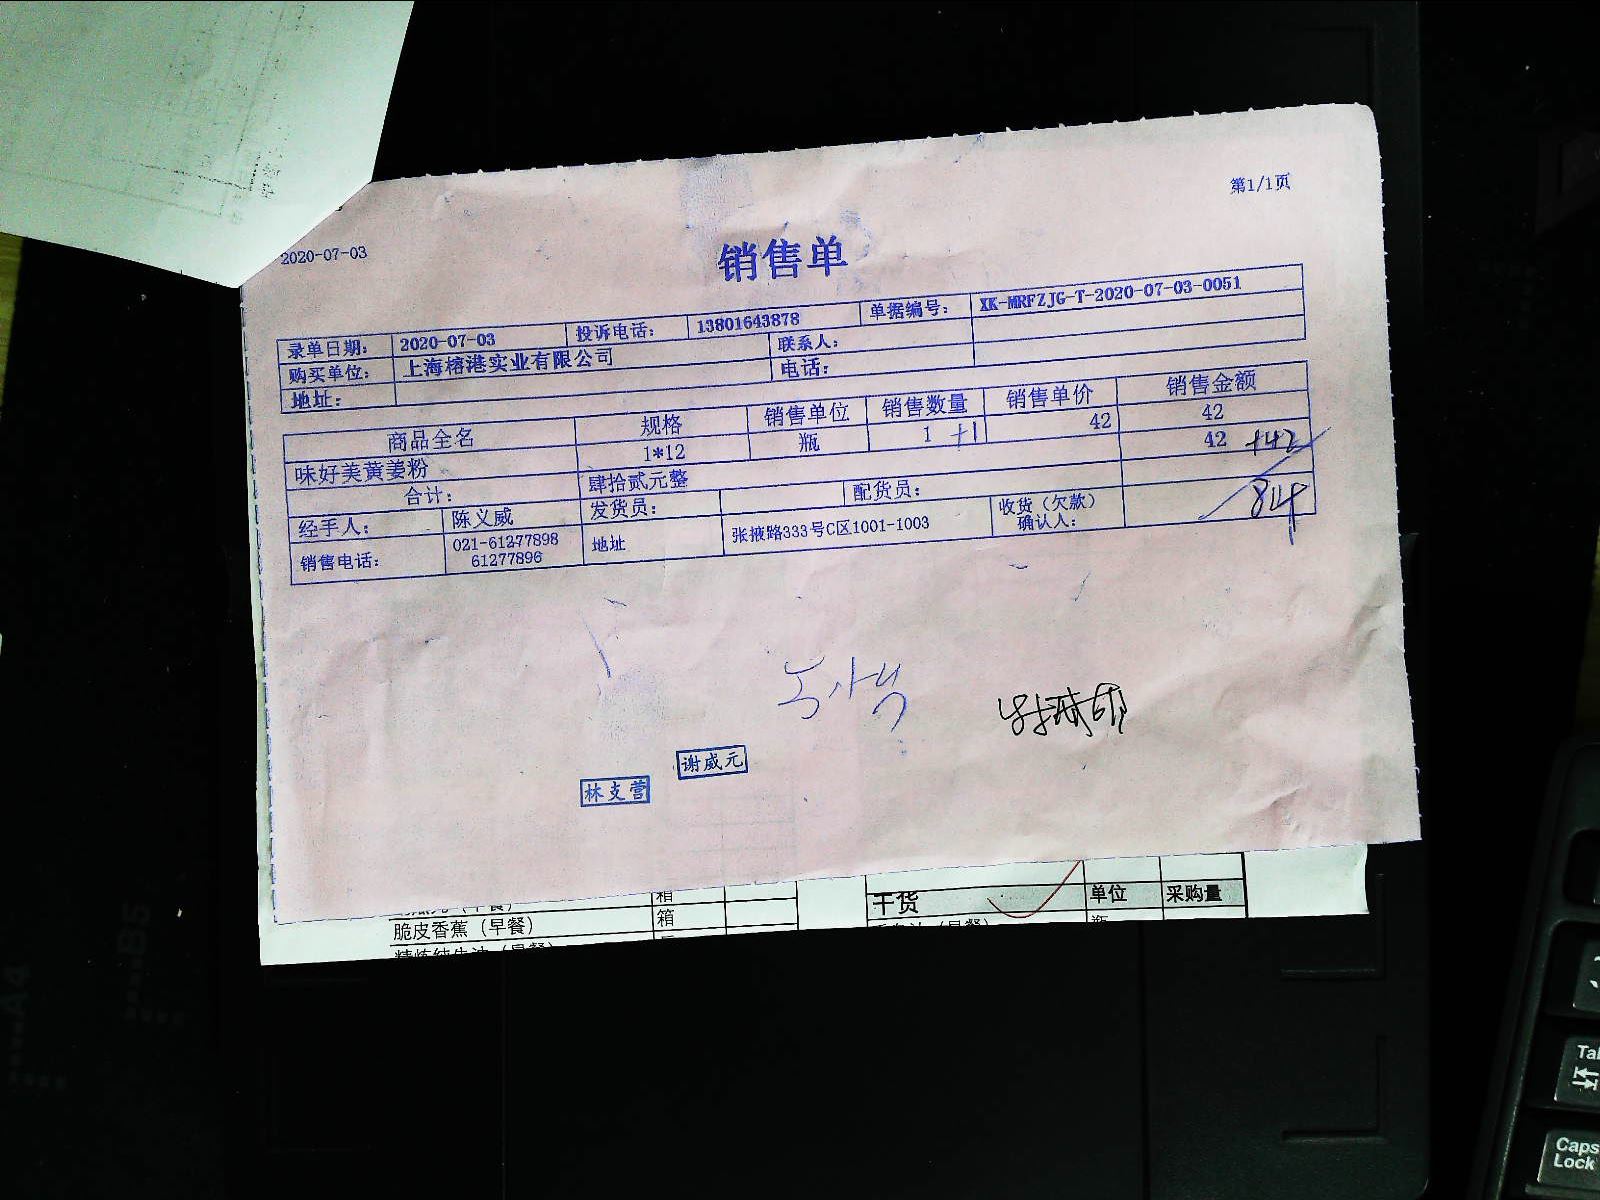 第1/1页
2020-07-03
销售单
录单日期： 2020-07-03 投诉电话： 13801643878 单据编号： XK-MRFZJG-T-2020-07-03-0051
购买单位： 上海榕港实业有限公司 联系人：
地址： 电话：
商品全名 规格 销售单位 销售数量 销售单价 销售金额
味好美黄姜粉 1*12 瓶 1 +1 42 42
合计： 肆拾贰元整 42 +42
经手人： 陈义威 发货员： 配货员： 收货（欠款）确认人： 84
销售电话： 021-61277898 61277896 地址 张掖路333号C区1001-1003
谢威元
林支营
箱
干货 单位 采购量
脆皮香蕉（早餐） 箱
B5
A4
Tab
Caps Lock